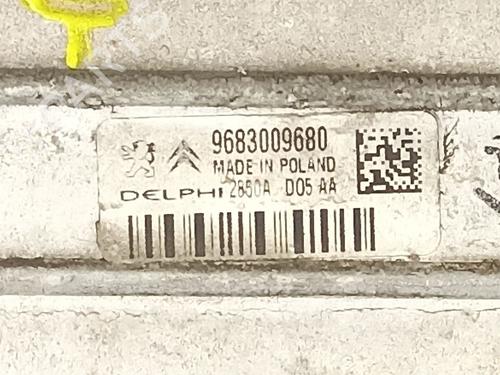 9683009680
MADE IN POLAND
DELPHI 2850A D05 AA